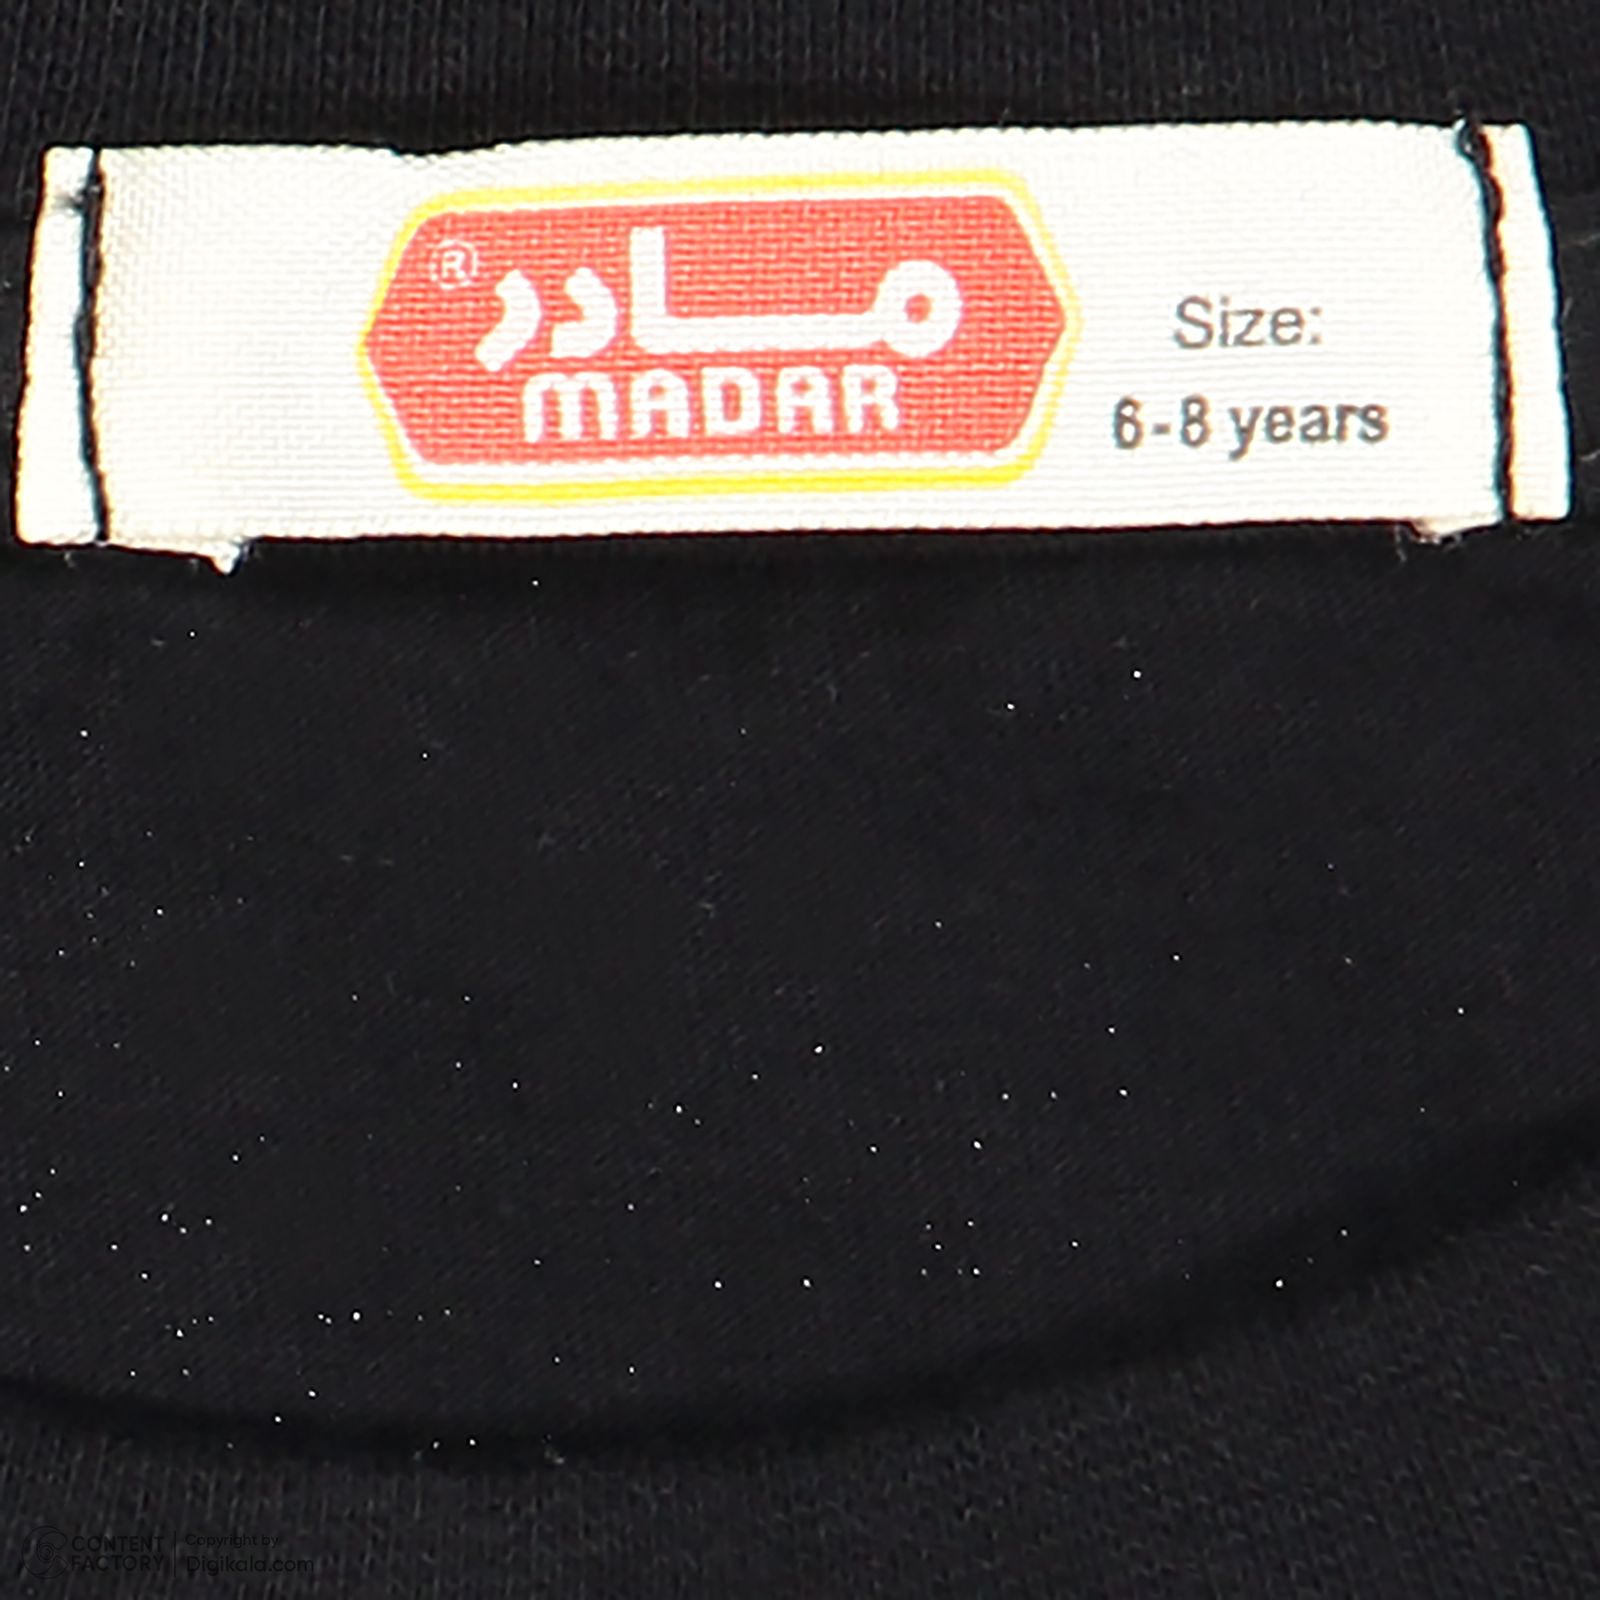 مادر ®
MADAR
Size:
6-8 years
CONTENT FACTORY
Copyright by
Digikala.com